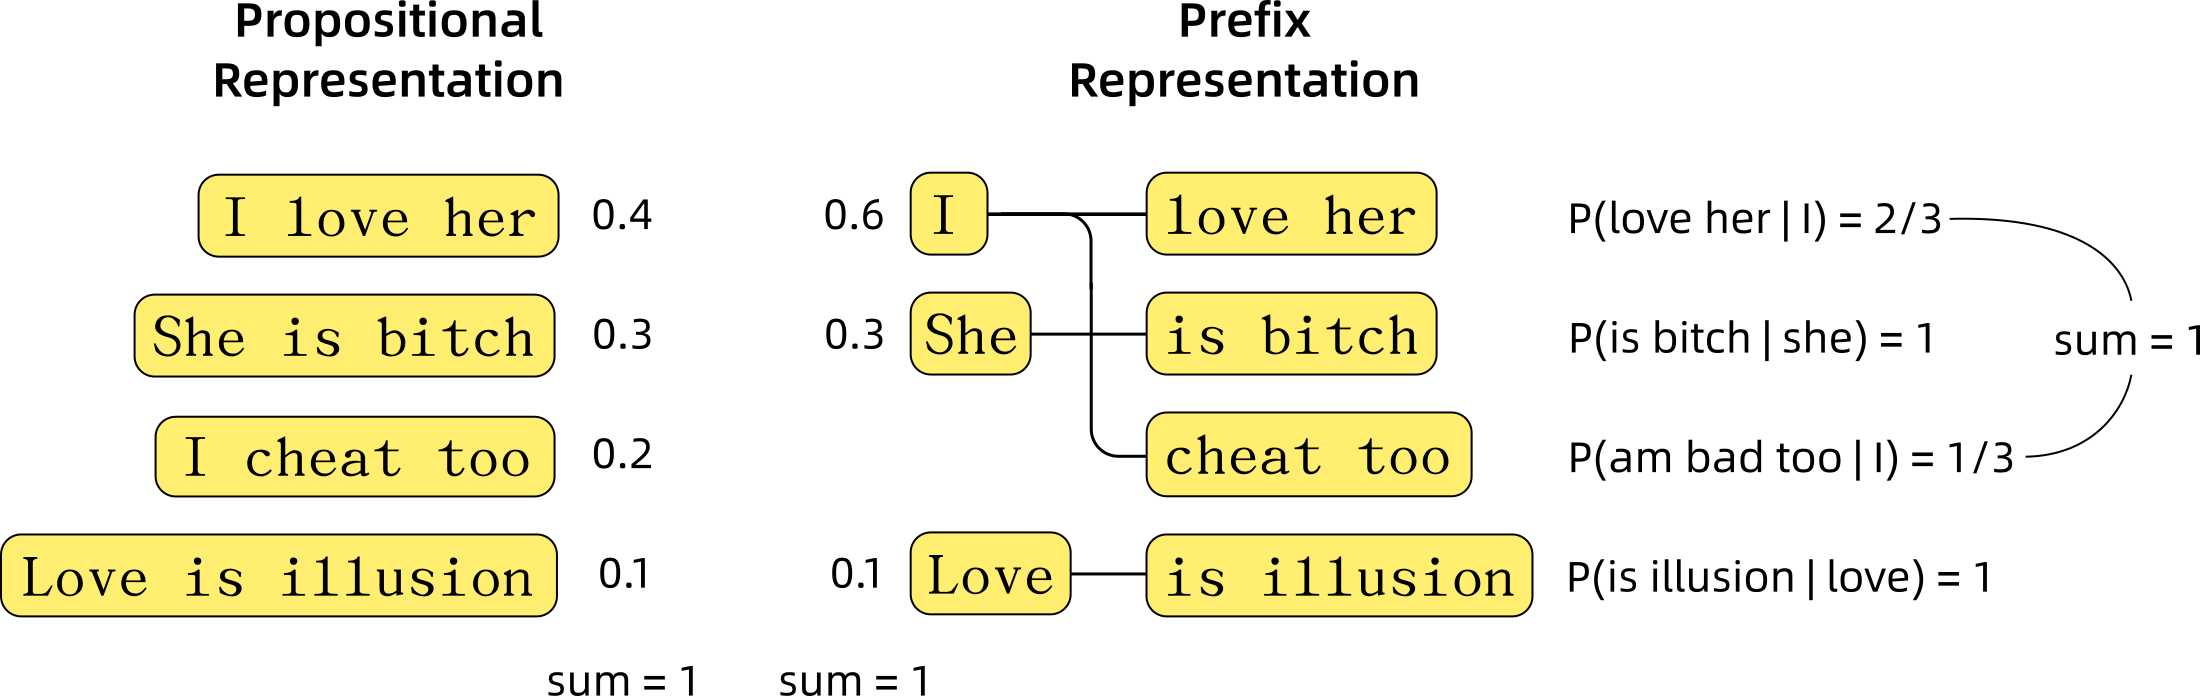 Propositional
Representation
Prefix
Representation
I love her 0.4
0.6 I love her P(love her | I) = 2/3
She is bitch 0.3
0.3 She is bitch P(is bitch | she) = 1
sum = 1
I cheat too 0.2
cheat too P(am bad too | I) = 1/3
Love is illusion 0.1
0.1 Love is illusion P(is illusion | love) = 1
sum = 1
sum = 1